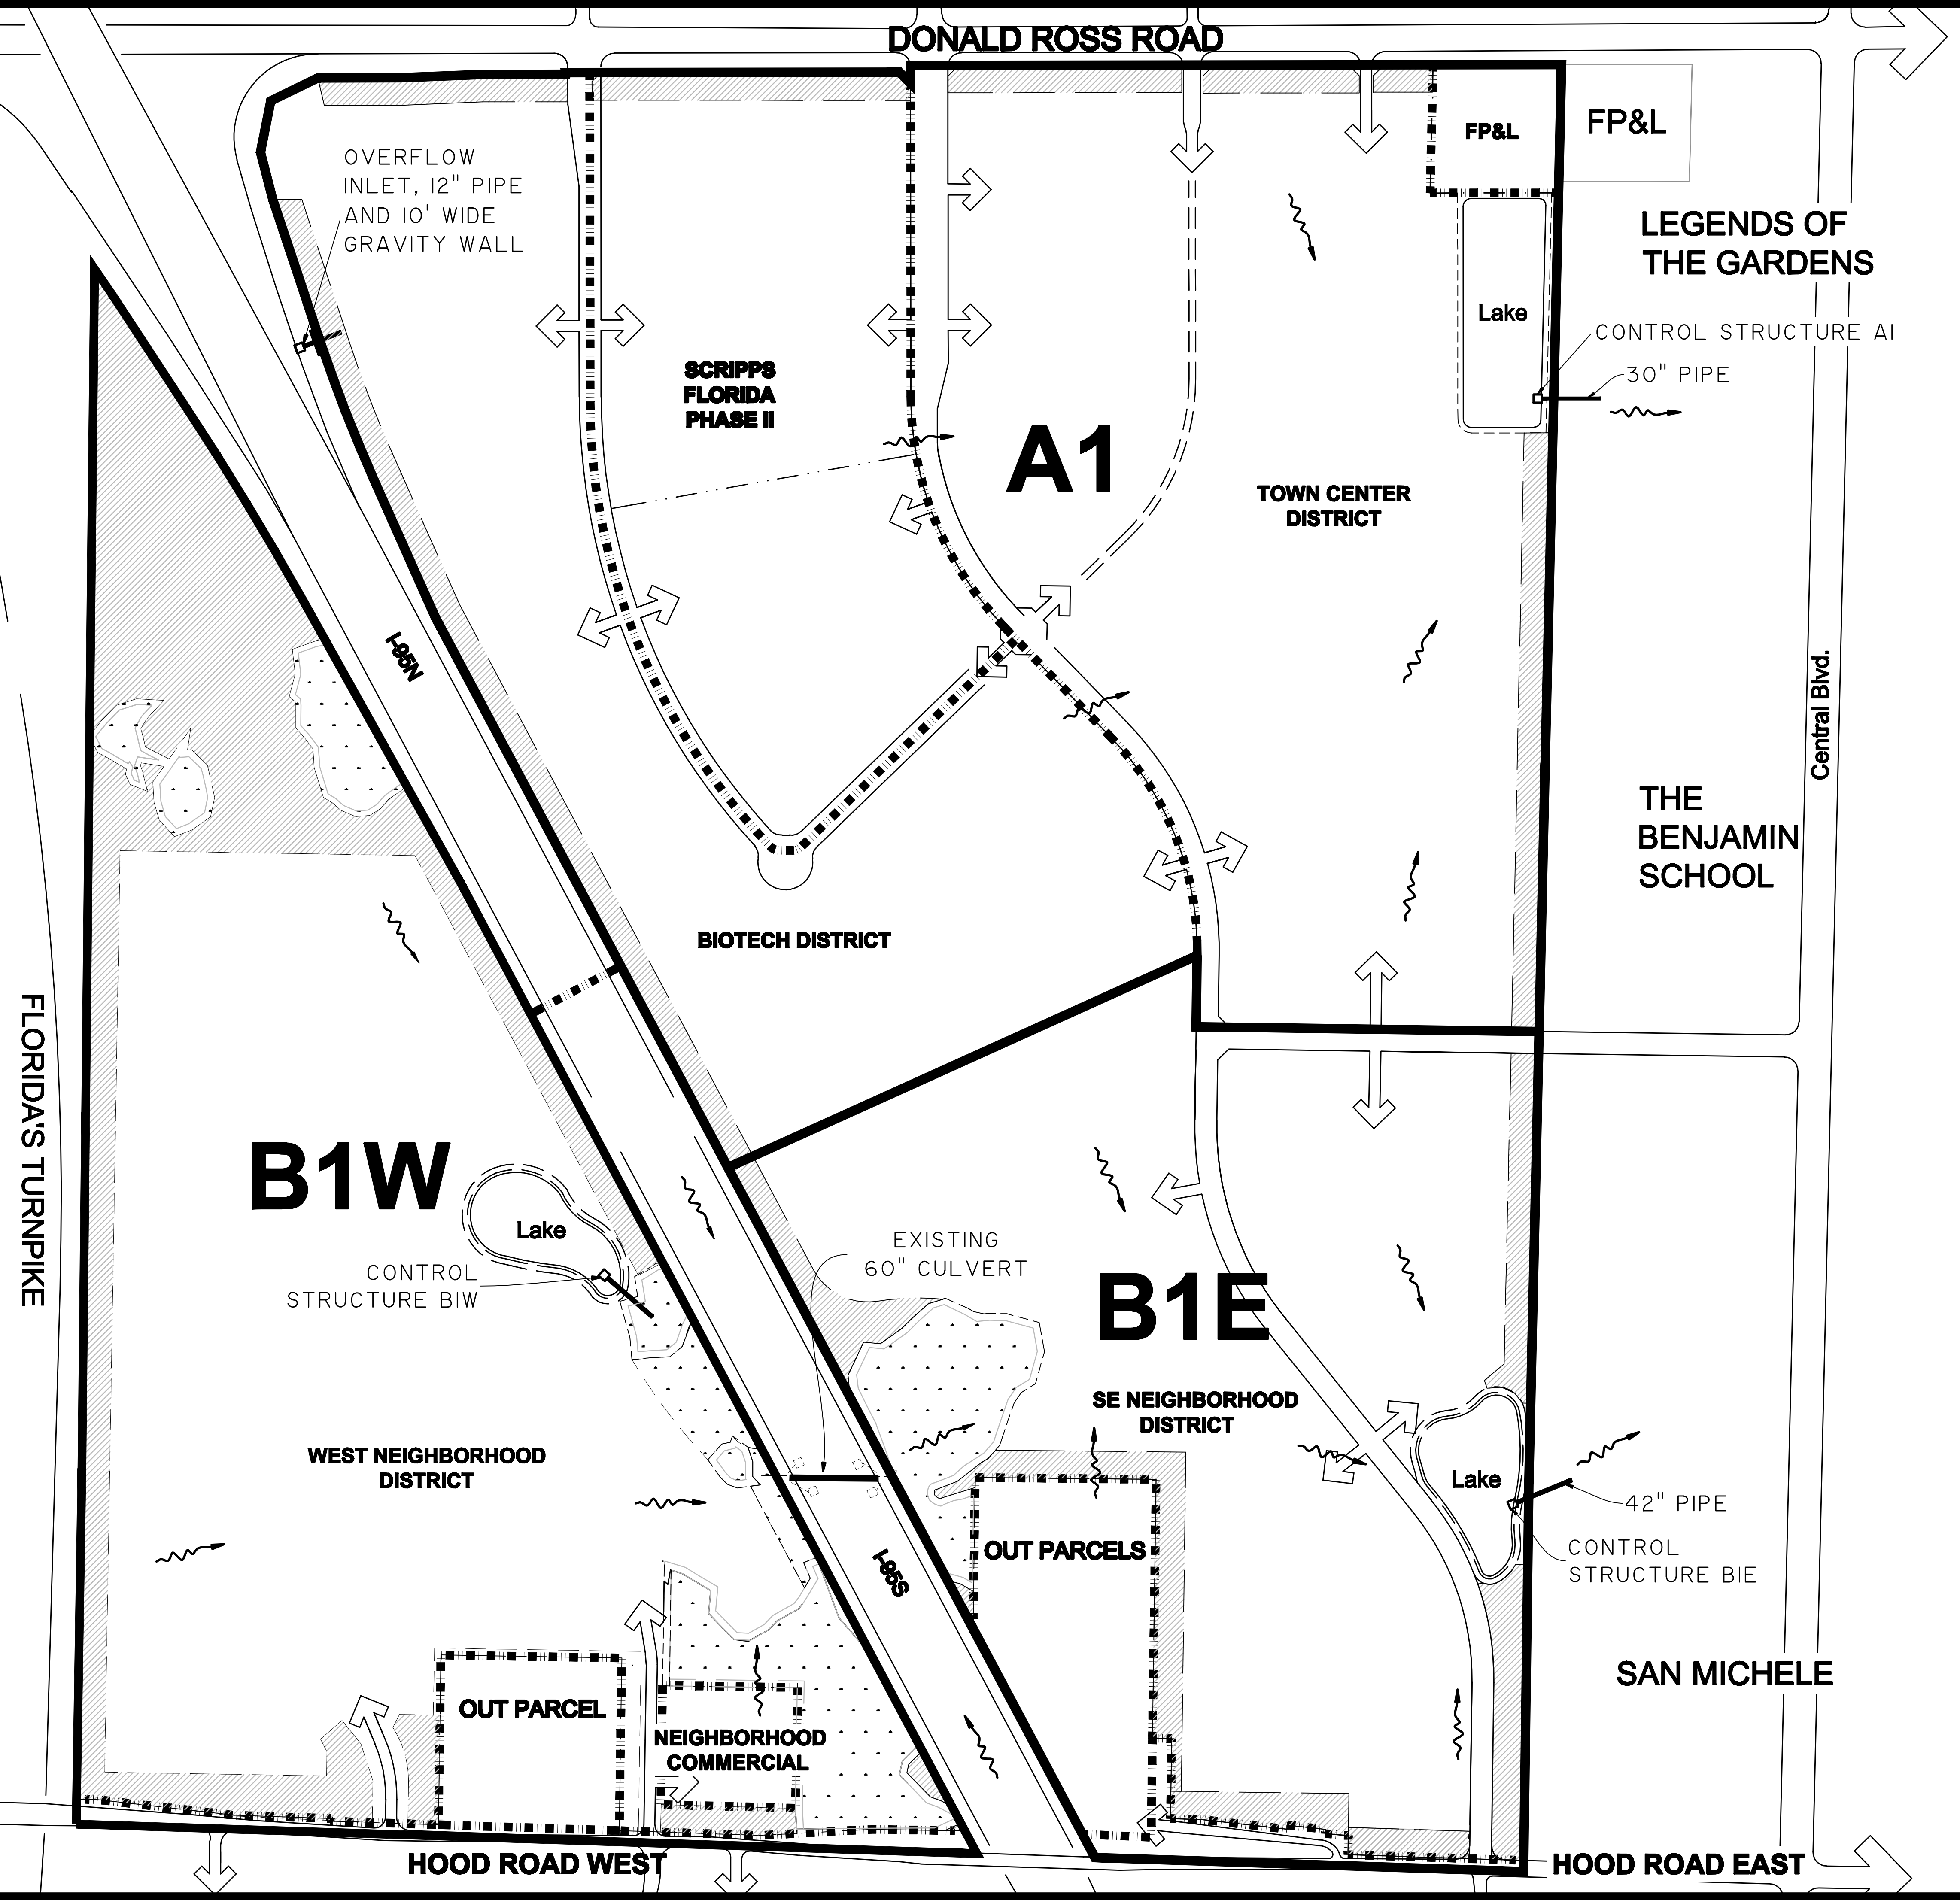 DONALD ROSS ROAD
OVERFLOW
INLET, 12" PIPE
AND 10' WIDE
GRAVITY WALL
FP&L
FP&L
LEGENDS OF
THE GARDENS
Lake
CONTROL STRUCTURE A1
30" PIPE
SCRIPPS
FLORIDA
PHASE II
A1
TOWN CENTER
DISTRICT
I-95N
Central Blvd.
THE
BENJAMIN
SCHOOL
BIOTECH DISTRICT
FLORIDA'S TURNPIKE
B1W
Lake
CONTROL
STRUCTURE B1W
EXISTING
60" CULVERT
B1E
SE NEIGHBORHOOD
DISTRICT
WEST NEIGHBORHOOD
DISTRICT
Lake
42" PIPE
CONTROL
STRUCTURE B1E
OUT PARCELS
I-95S
SAN MICHELE
OUT PARCEL
NEIGHBORHOOD
COMMERCIAL
HOOD ROAD WEST
HOOD ROAD EAST